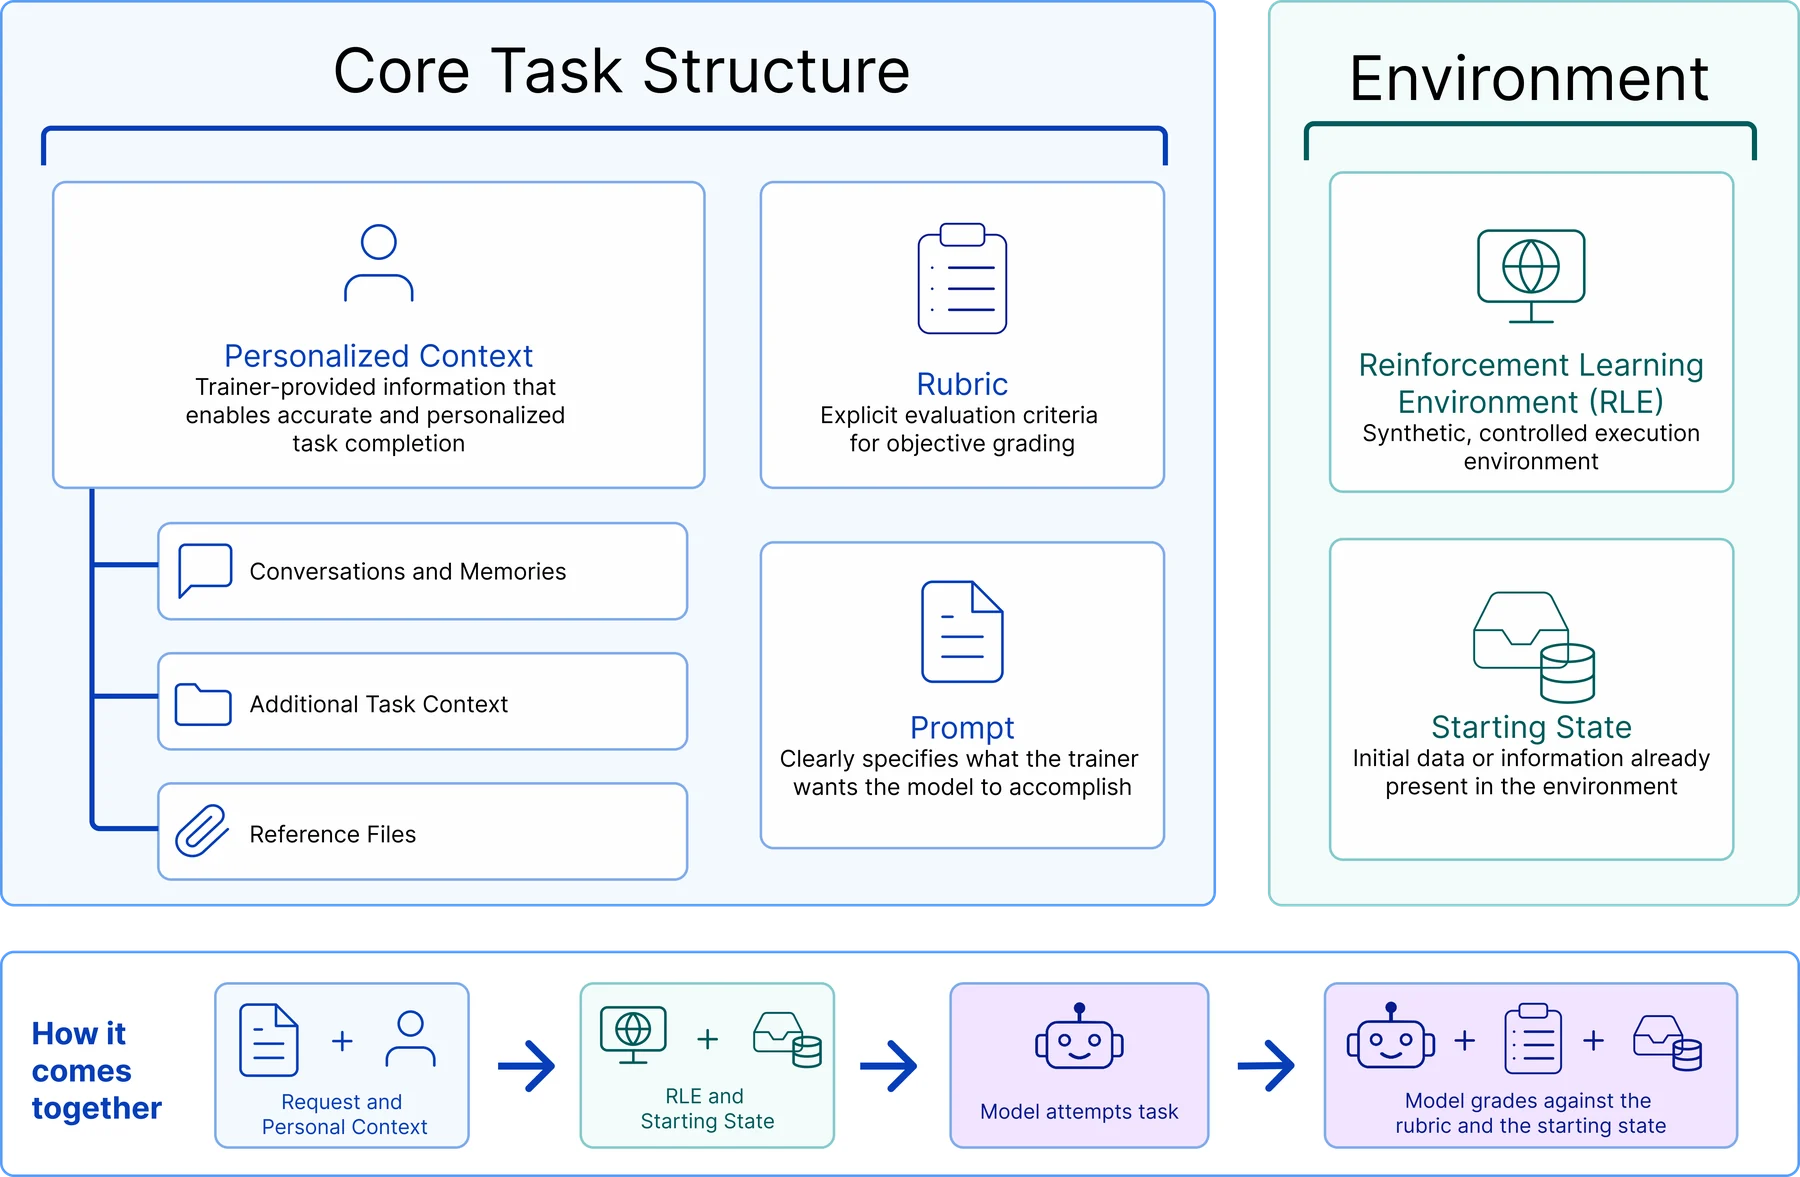 Core Task Structure
Personalized Context
Trainer-provided information that
enables accurate and personalized
task completion
Conversations and Memories
Additional Task Context
Reference Files
Rubric
Explicit evaluation criteria
for objective grading
Prompt
Clearly specifies what the trainer
wants the model to accomplish
Environment
Reinforcement Learning
Environment (RLE)
Synthetic, controlled execution
environment
Starting State
Initial data or information already
present in the environment
How it
comes
together
+
Request and
Personal Context
+
RLE and
Starting State
Model attempts task
+
+
Model grades against the
rubric and the starting state